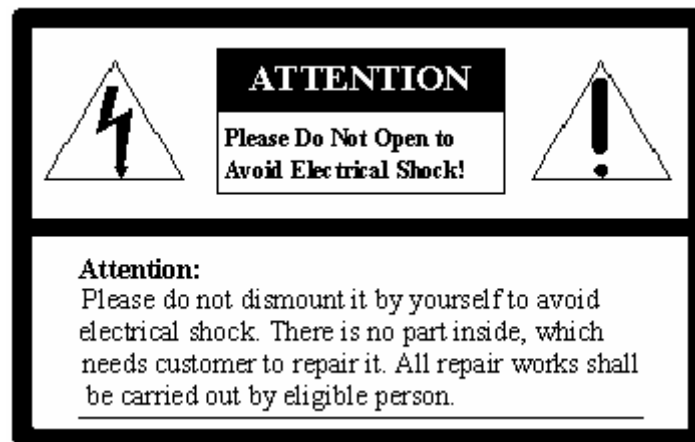 ATTENTION
Please Do Not Open to
Avoid Electrical Shock!
Attention:
Please do not dismount it by yourself to avoid
electrical shock. There is no part inside, which
needs customer to repair it. All repair works shall
be carried out by eligible person.